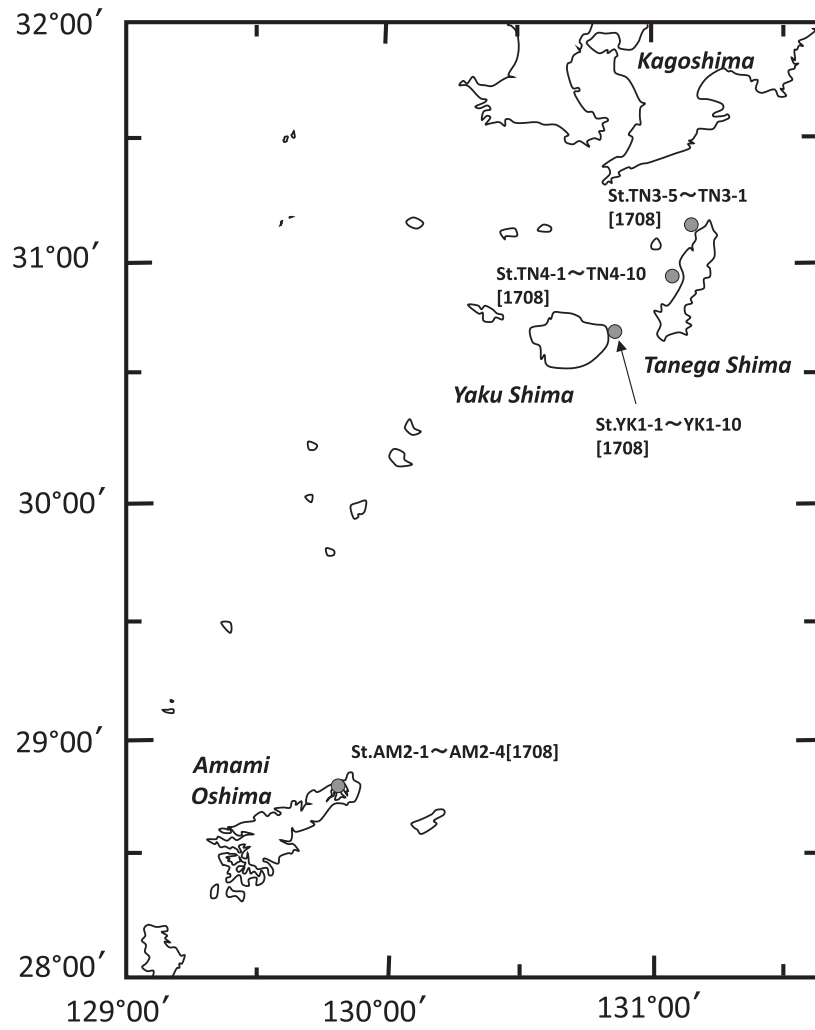 32°00′
Kagoshima
St.TN3-5～TN3-1
[1708]
31°00′
St.TN4-1～TN4-10
[1708]
Tanega Shima
Yaku Shima
St.YK1-1～YK1-10
[1708]
30°00′
29°00′
St.AM2-1～AM2-4[1708]
Amami
Oshima
28°00′
129°00′
130°00′
131°00′